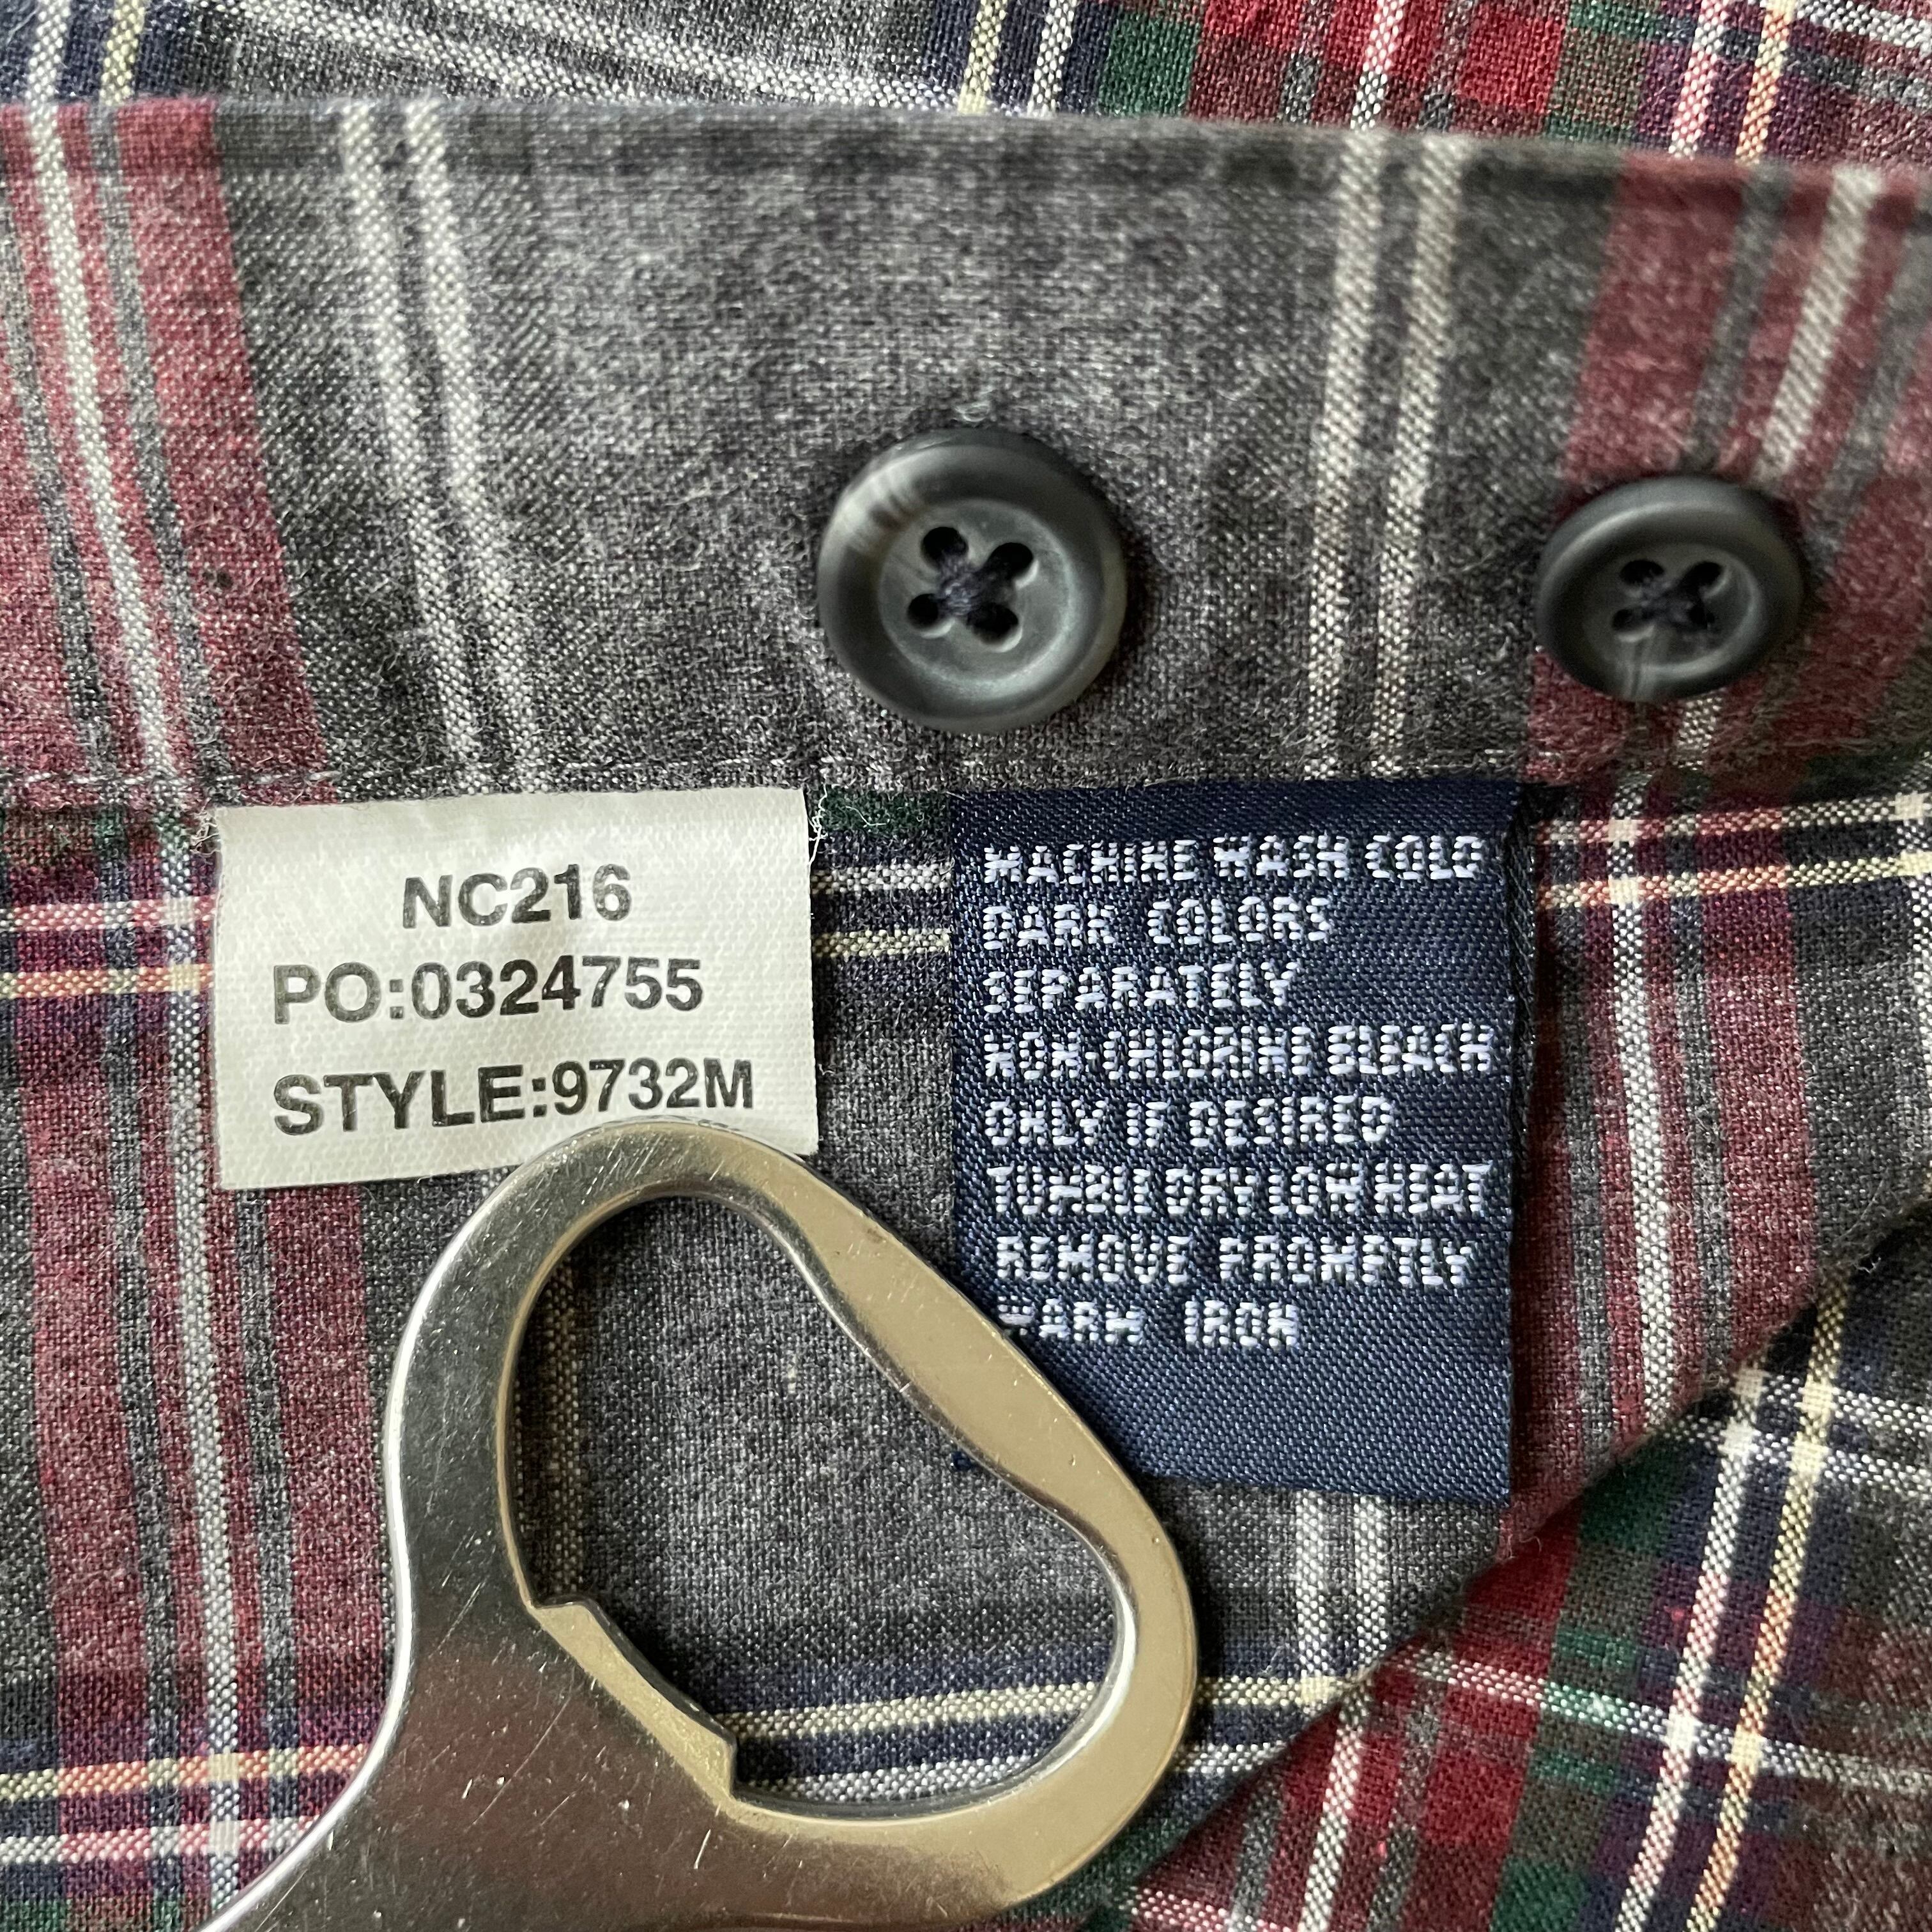 NC216
PO:0324755
STYLE:9732M
MACHINE WASH COLD
DARK COLORS
SEPARATELY
NON-CHLORINE BLEACH
ONLY IF DESIRED
TUMBLE DRY LOW HEAT
REMOVE PROMPTLY
WARM IRON